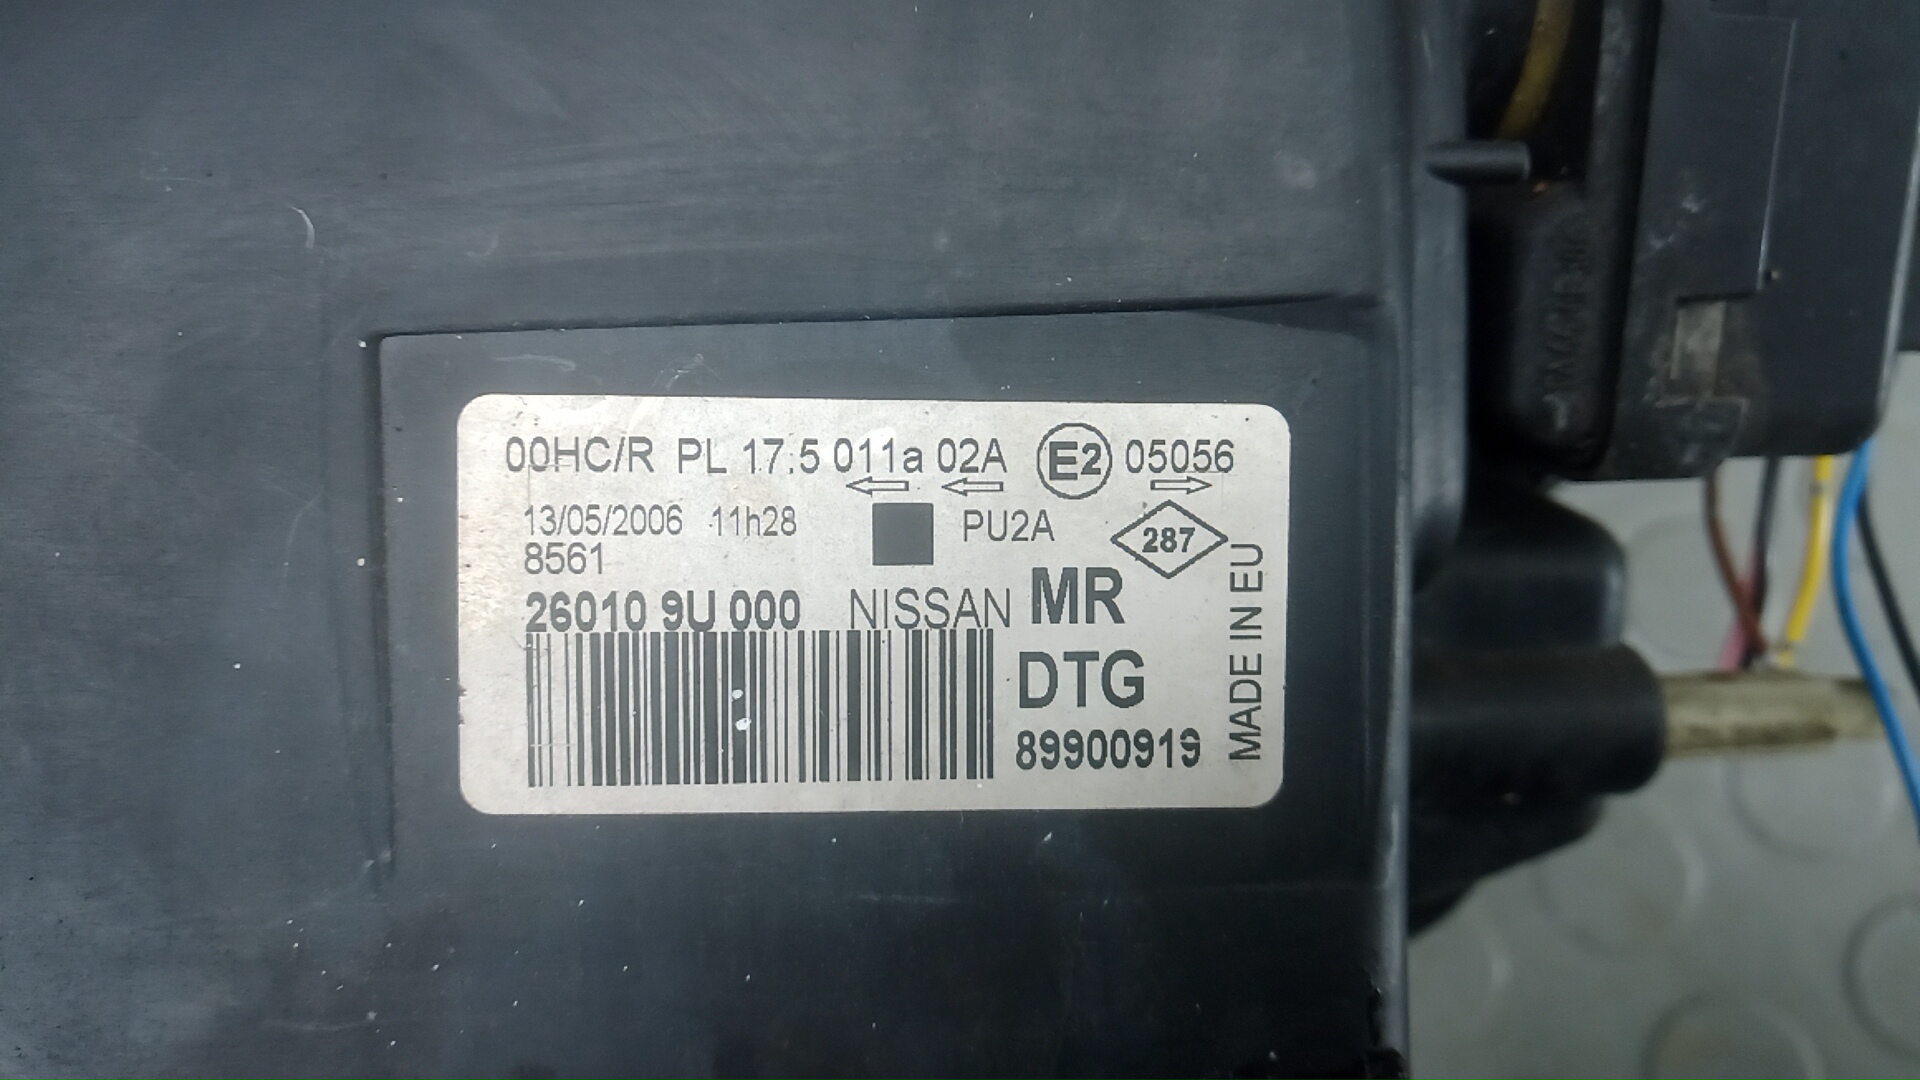 00HC/R PL 17.5 011a 02A E2 05056
13/05/2006 11h28 PU2A 287
8561
26010 9U 000 NISSAN MR
DTG
89900919
MADE IN EU